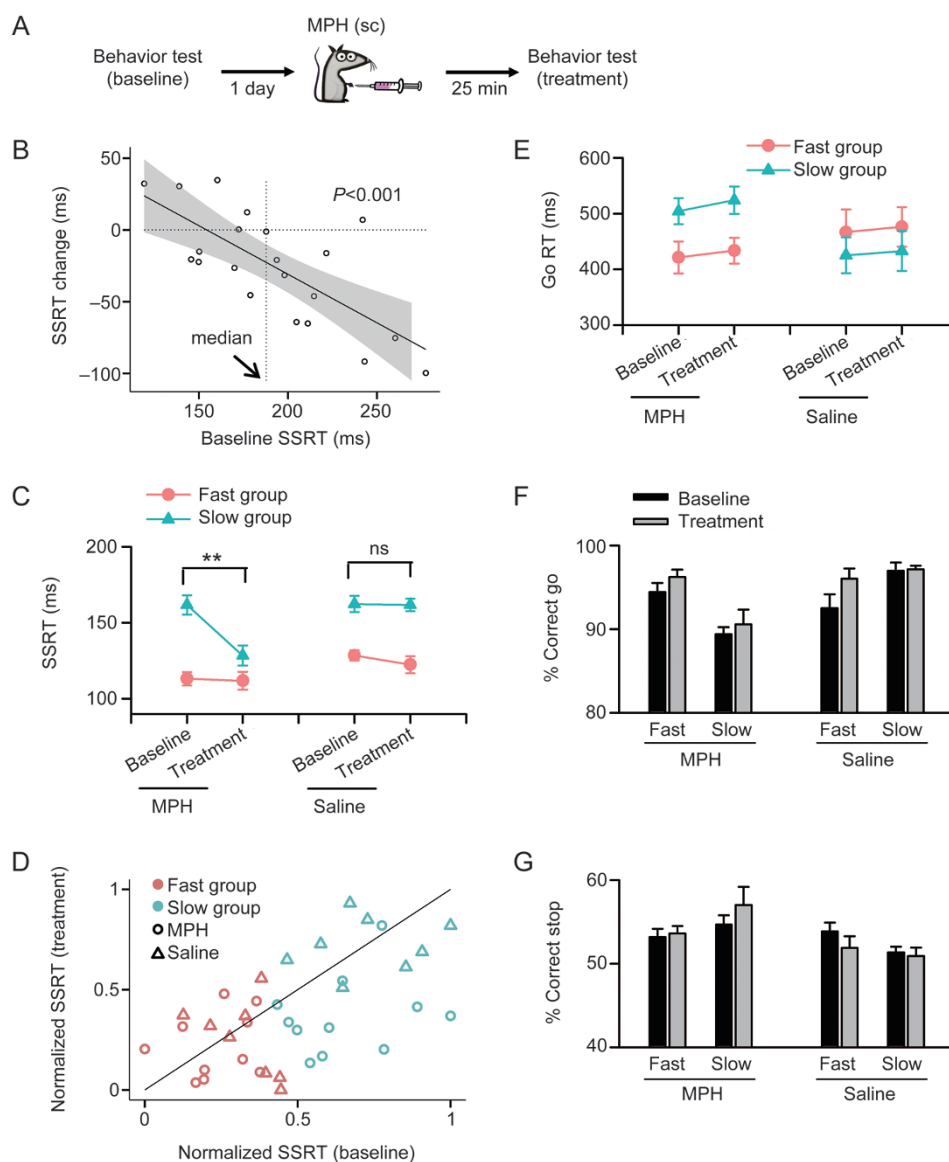 A
MPH (sc)
Behavior test
(baseline)
1 day
25 min
Behavior test
(treatment)
B
50
0
−50
−100
SSRT change (ms)
P<0.001
median
150
200
250
Baseline SSRT (ms)
C
Fast group
Slow group
200
150
100
SSRT (ms)
**
ns
Baseline
Treatment
Baseline
Treatment
MPH
Saline
D
1
0.5
0
Normalized SSRT (treatment)
Fast group
Slow group
MPH
Saline
0
0.5
1
Normalized SSRT (baseline)
E
Fast group
Slow group
600
500
400
300
Go RT (ms)
Baseline
Treatment
Baseline
Treatment
MPH
Saline
F
Baseline
Treatment
100
90
80
% Correct go
Fast
Slow
Fast
Slow
MPH
Saline
G
60
50
40
% Correct stop
Fast
Slow
Fast
Slow
MPH
Saline